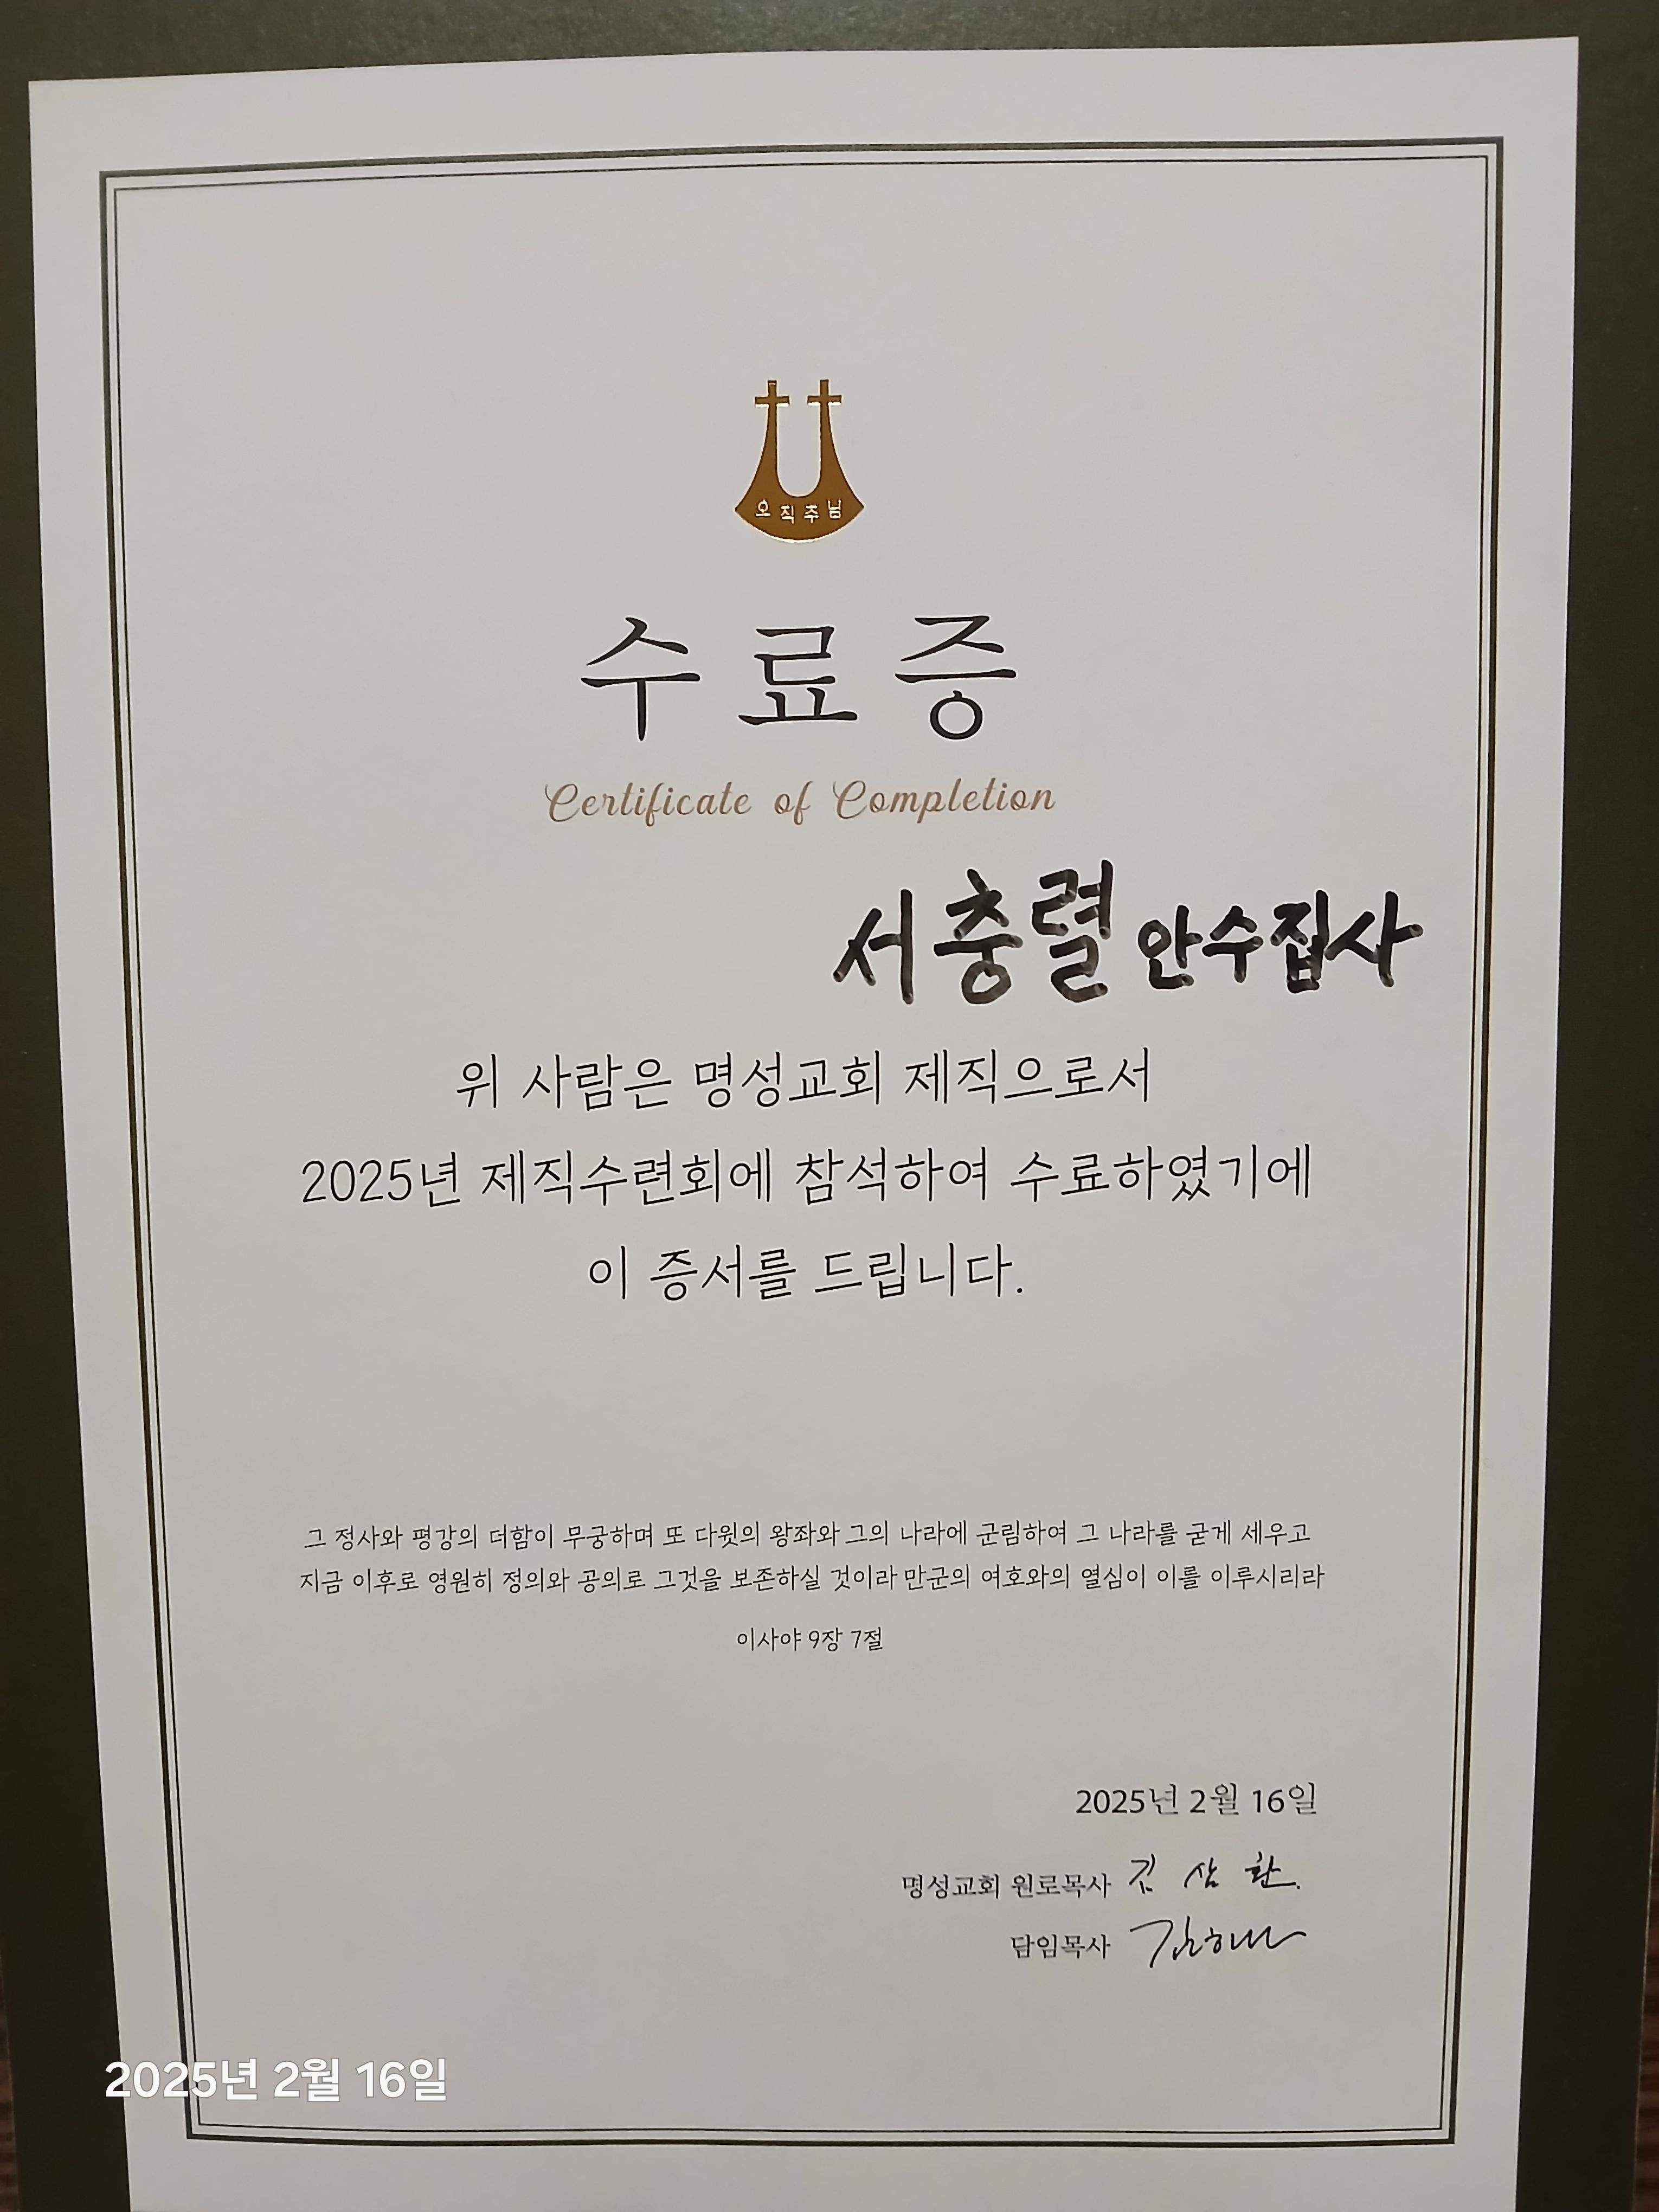 오직주님
수료증
Certificate of Completion
서충렬 안수집사
위 사람은 명성교회 제직으로서
2025년 제직수련회에 참석하여 수료하였기에
이 증서를 드립니다.
그 정사와 평강의 더함이 무궁하며 또 다윗의 왕좌와 그의 나라에 군림하여 그 나라를 굳게 세우고
지금 이후로 영원히 정의와 공의로 그것을 보존하실 것이라 만군의 여호와의 열심이 이를 이루시리라
이사야 9장 7절
2025년 2월 16일
명성교회 원로목사 김삼환
담임목사 김하나
2025년 2월 16일